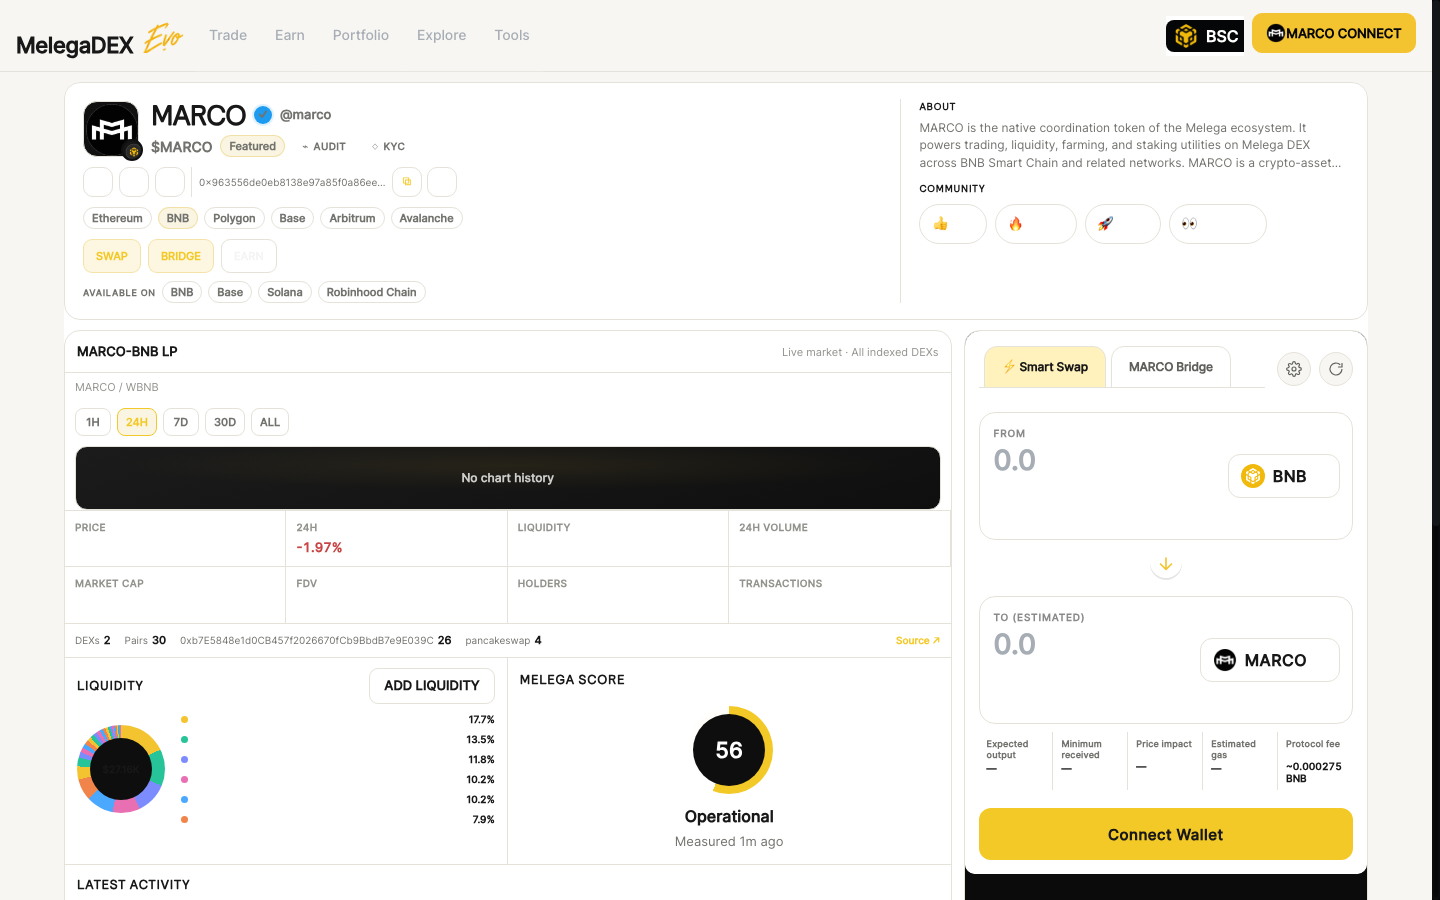 MelegaDEX Evo
Trade
Earn
Portfolio
Explore
Tools
BSC
MARCO CONNECT
MARCO
@marco
$MARCO
Featured
AUDIT
KYC
0x963556de0eb8138e97a85f0a86ee...
Ethereum
BNB
Polygon
Base
Arbitrum
Avalanche
SWAP
BRIDGE
EARN
AVAILABLE ON
BNB
Base
Solana
Robinhood Chain
ABOUT
MARCO is the native coordination token of the Melega ecosystem. It
powers trading, liquidity, farming, and staking utilities on Melega DEX
across BNB Smart Chain and related networks. MARCO is a crypto-asset...
COMMUNITY
MARCO-BNB LP
Live market · All indexed DEXs
MARCO / WBNB
1H
24H
7D
30D
ALL
No chart history
PRICE
24H
-1.97%
LIQUIDITY
24H VOLUME
MARKET CAP
FDV
HOLDERS
TRANSACTIONS
DEXs 2
Pairs 30
0xb7E5848e1d0CB457f2026670fCb9BbdB7e9E039C 26
pancakeswap 4
Source ↗
LIQUIDITY
ADD LIQUIDITY
17.7%
13.5%
11.8%
10.2%
10.2%
7.9%
MELEGA SCORE
56
Operational
Measured 1m ago
LATEST ACTIVITY
Smart Swap
MARCO Bridge
FROM
0.0
BNB
TO (ESTIMATED)
0.0
MARCO
Expected output
—
Minimum received
—
Price impact
—
Estimated gas
—
Protocol fee
~0.000275 BNB
Connect Wallet